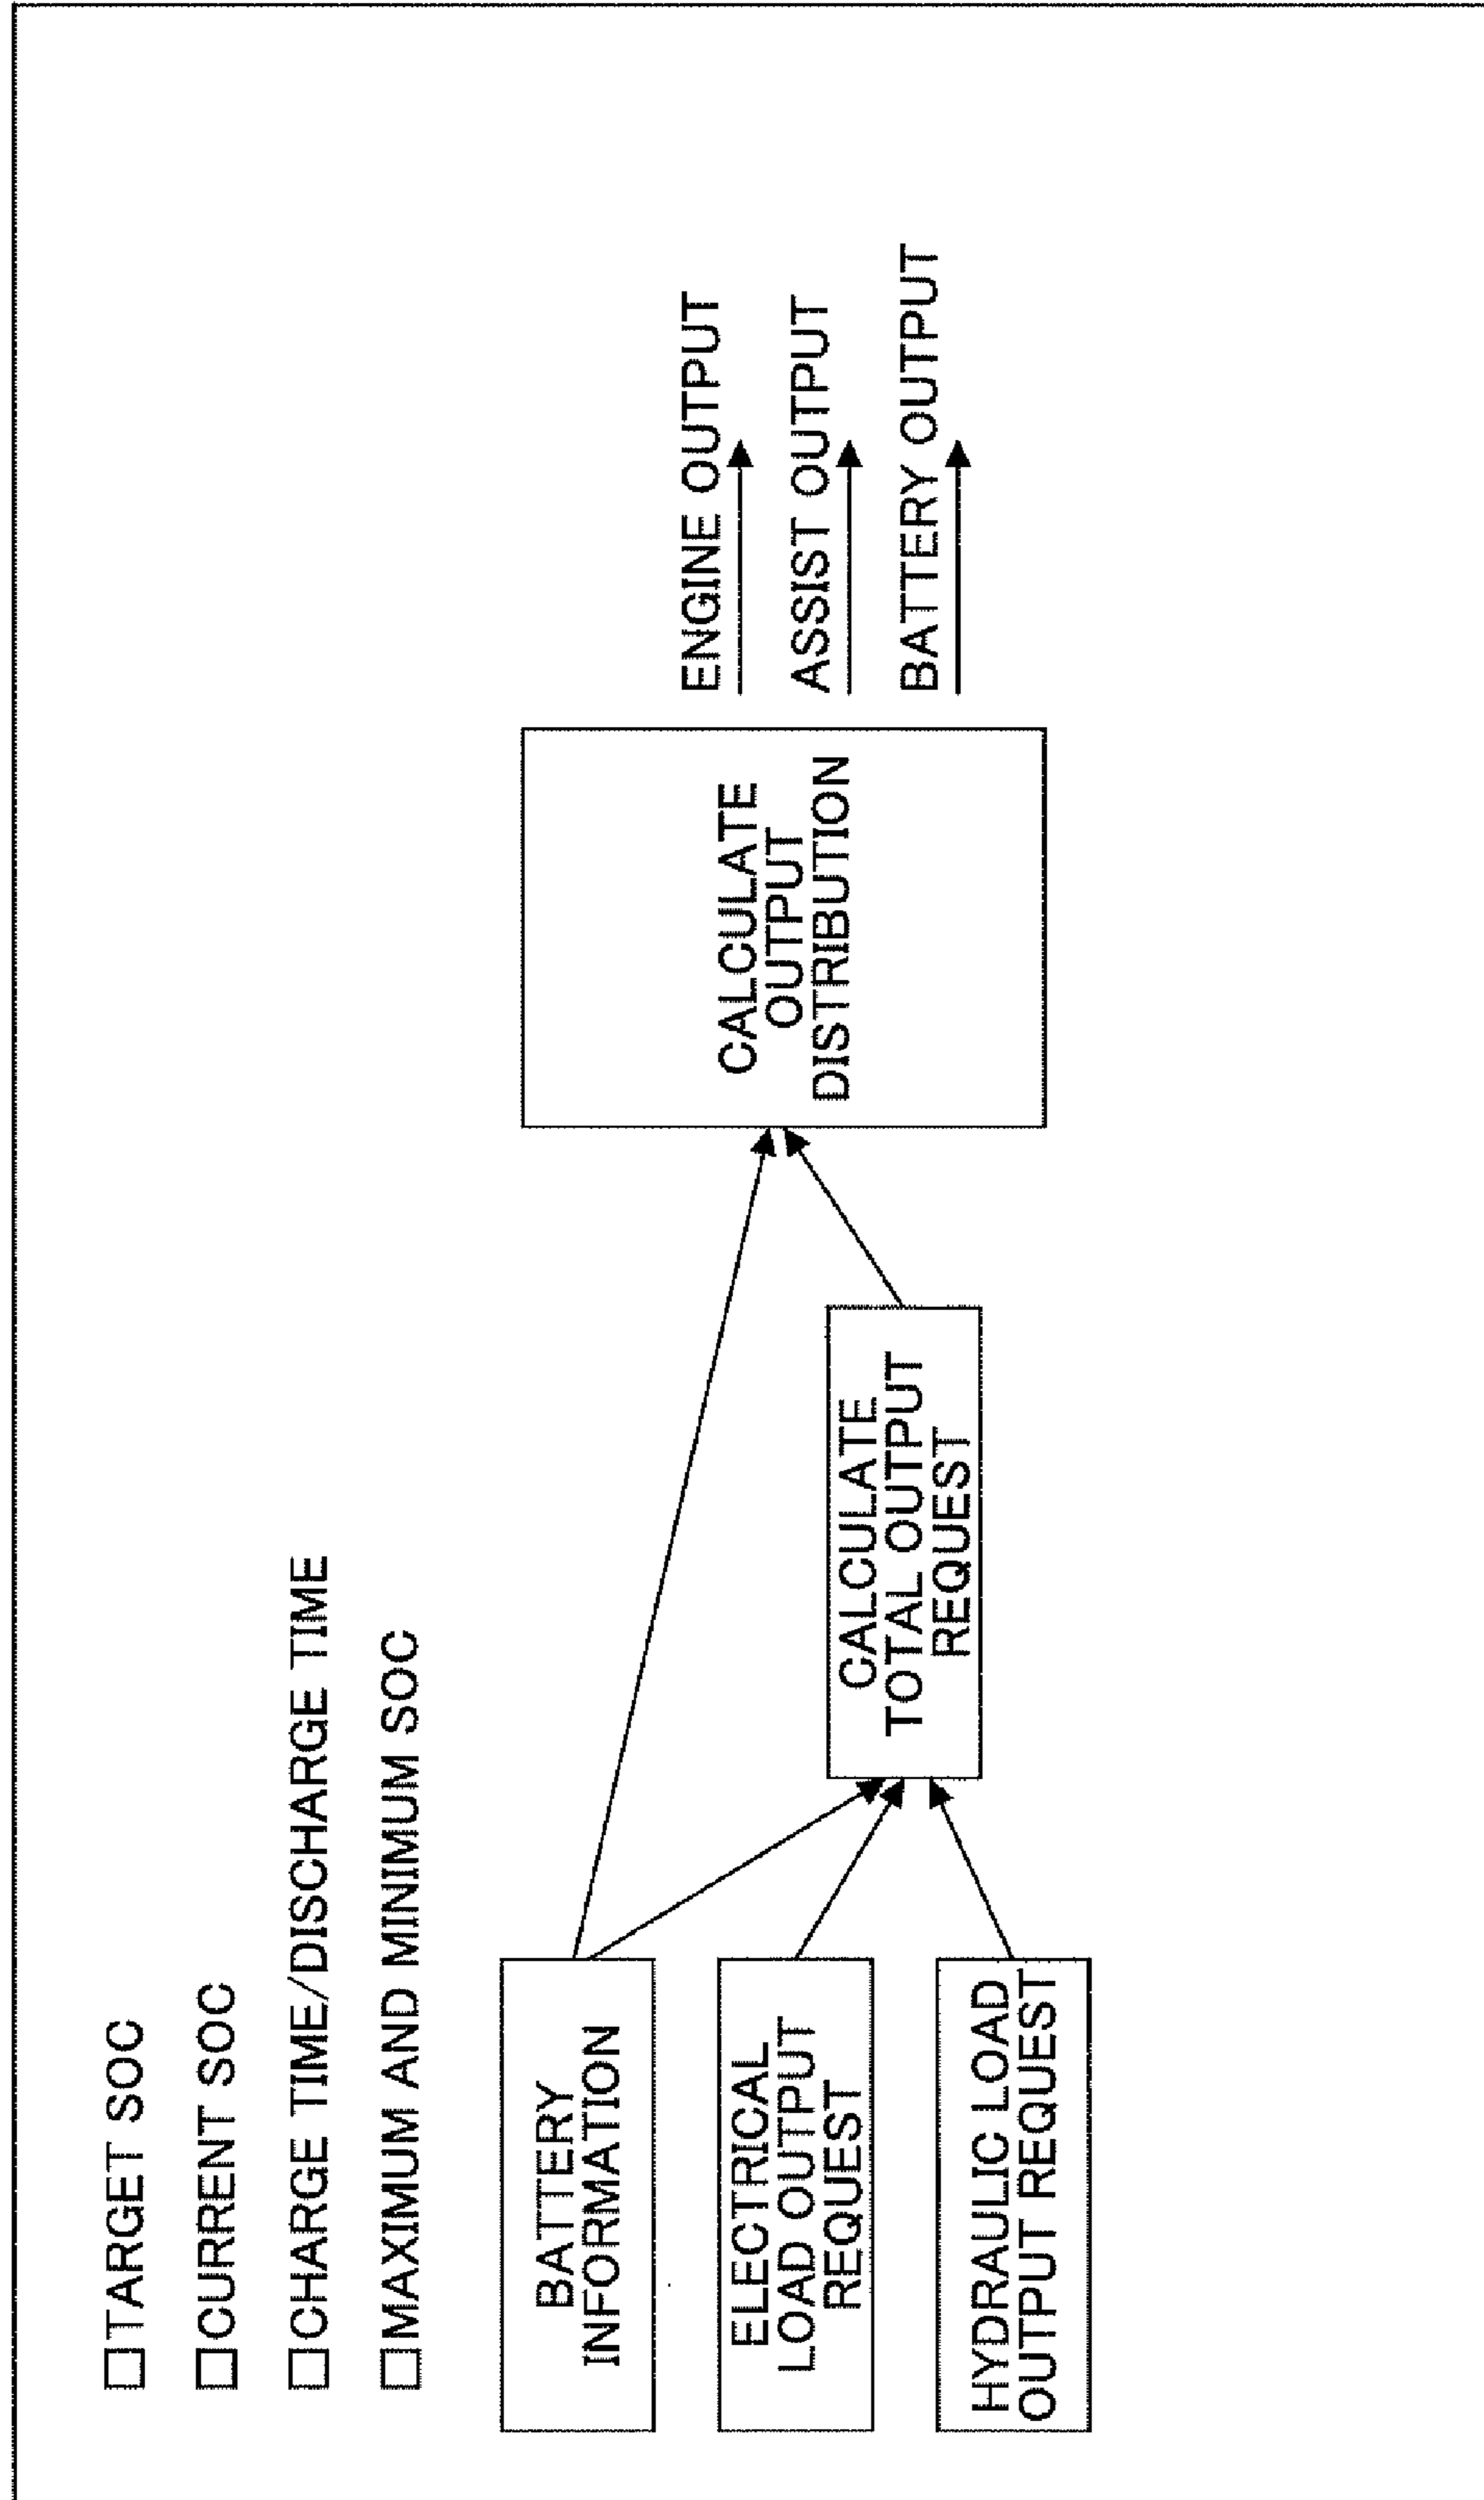 □TARGET SOC
□CURRENT SOC
□CHARGE TIME/DISCHARGE TIME
□MAXIMUM AND MINIMUM SOC
BATTERY
INFORMATION
ELECTRICAL
LOAD OUTPUT
REQUEST
HYDRAULIC LOAD
OUTPUT REQUEST
CALCULATE
TOTAL OUTPUT
REQUEST
CALCULATE
OUTPUT
DISTRIBUTION
ENGINE OUTPUT
ASSIST OUTPUT
BATTERY OUTPUT